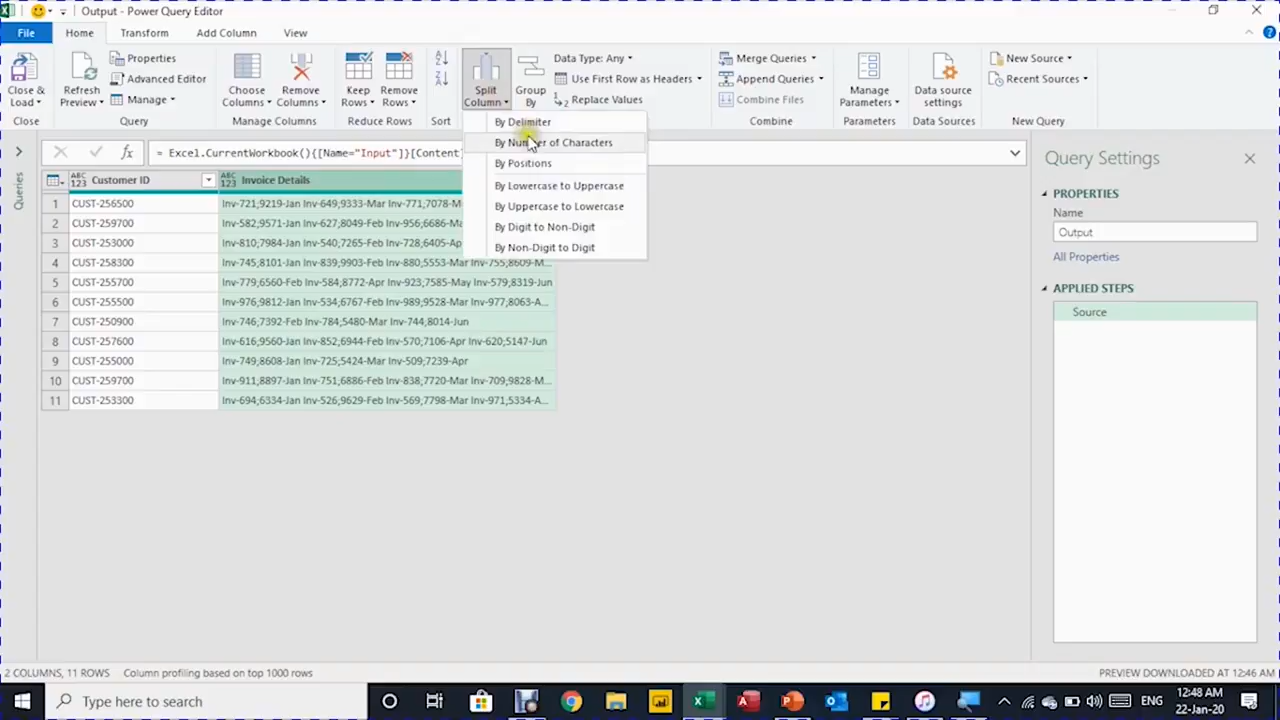 Output - Power Query Editor
File
Home
Transform
Add Column
View
Close & Load
Refresh Preview
Properties
Advanced Editor
Manage
Choose Columns
Remove Columns
Keep Rows
Remove Rows
Split Column
Group By
Data Type: Any
Use First Row as Headers
Replace Values
Merge Queries
Append Queries
Combine Files
Manage Parameters
Data source settings
New Source
Recent Sources
Close
Query
Manage Columns
Reduce Rows
Sort
Combine
Parameters
Data Sources
New Query
By Delimiter
By Number of Characters
By Positions
By Lowercase to Uppercase
By Uppercase to Lowercase
By Digit to Non-Digit
By Non-Digit to Digit
Queries
fx
= Excel.CurrentWorkbook(){[Name="Input"]}[Content]
ABC 123 Customer ID ABC 123 Invoice Details
1 CUST-256500 Inv-721;9219-Jan Inv-649;9333-Mar Inv-771;7078-M
2 CUST-259700 Inv-582;9571-Jan Inv-627;8049-Feb Inv-956;6686-Ma
3 CUST-253000 Inv-810;7984-Jan Inv-540;7265-Feb Inv-728;6405-Ap
4 CUST-258300 Inv-745;8101-Jan Inv-839;9903-Feb Inv-880;5553-Mar Inv-755;8609-M...
5 CUST-255700 Inv-779;6560-Feb Inv-584;8772-Apr Inv-923;7585-May Inv-579;8319-Jun
6 CUST-255500 Inv-976;9812-Jan Inv-534;6767-Feb Inv-989;9528-Mar Inv-977;8063-A...
7 CUST-250900 Inv-746;7392-Feb Inv-784;5480-Mar Inv-744;8014-Jun
8 CUST-257600 Inv-616;9560-Jan Inv-852;6944-Feb Inv-570;7106-Apr Inv-620;5147-Jun
9 CUST-255000 Inv-749;8608-Jan Inv-725;5424-Mar Inv-509;7239-Apr
10 CUST-259700 Inv-911;8897-Jan Inv-751;6886-Feb Inv-838;7720-Mar Inv-709;9828-M...
11 CUST-253300 Inv-694;6334-Jan Inv-526;9629-Feb Inv-569;7798-Mar Inv-971;5334-A...
Query Settings
PROPERTIES
Name
Output
All Properties
APPLIED STEPS
Source
2 COLUMNS, 11 ROWS Column profiling based on top 1000 rows
PREVIEW DOWNLOADED AT 12:46 AM
Type here to search
ENG
12:48 AM
22-Jan-20